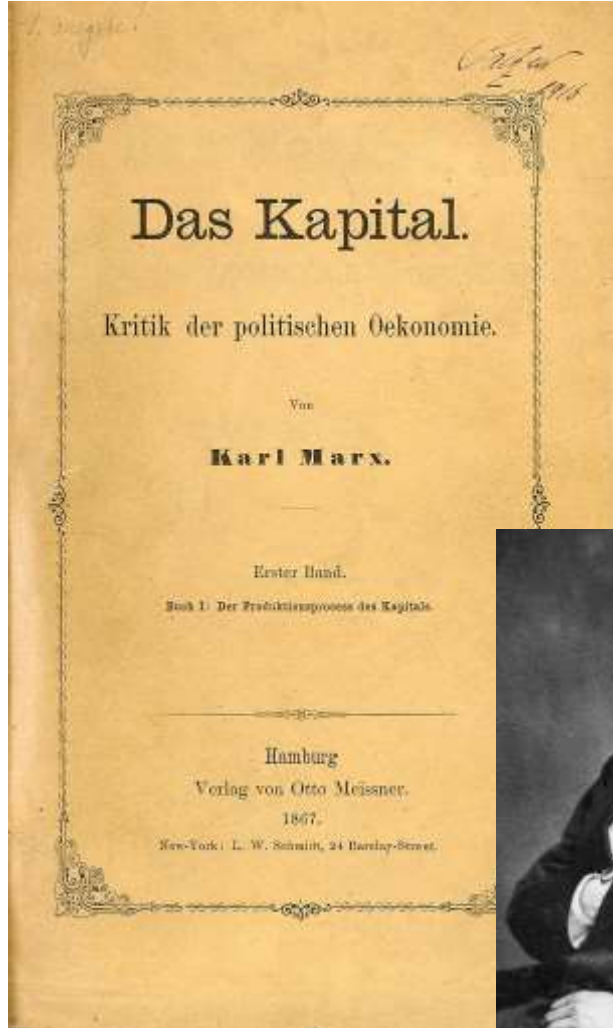 Das Kapital.
Kritik der politischen Oekonomie.
Von
Karl Marx.
Erster Band.
Buch I: Der Produktionsprocess des Kapitals.
Hamburg
Verlag von Otto Meissner.
1867.
New-York: L. W. Schmidt, 24 Barclay-Street.